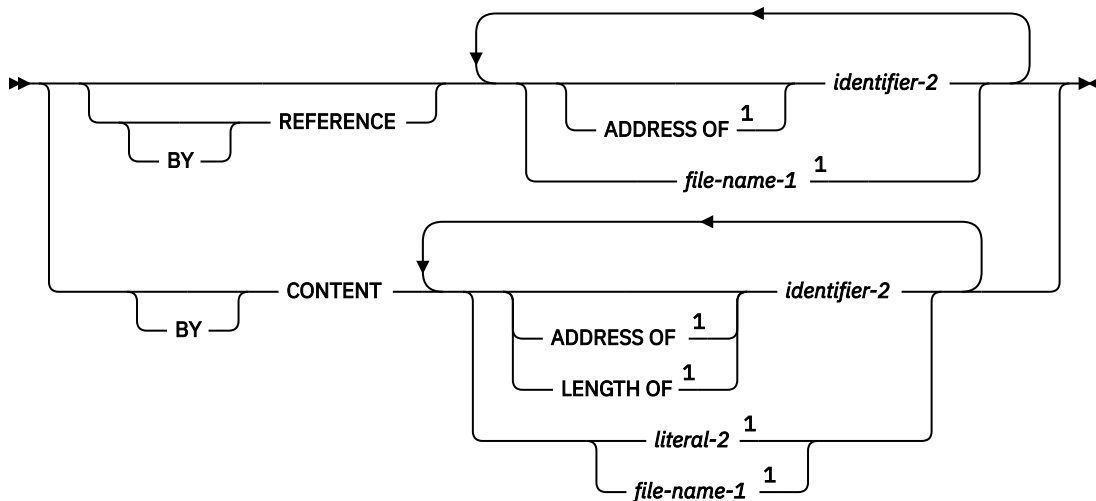 identifier-2
REFERENCE
ADDRESS OF 1
BY
file-name-1 1
CONTENT
identifier-2
BY
ADDRESS OF 1
LENGTH OF 1
literal-2 1
file-name-1 1